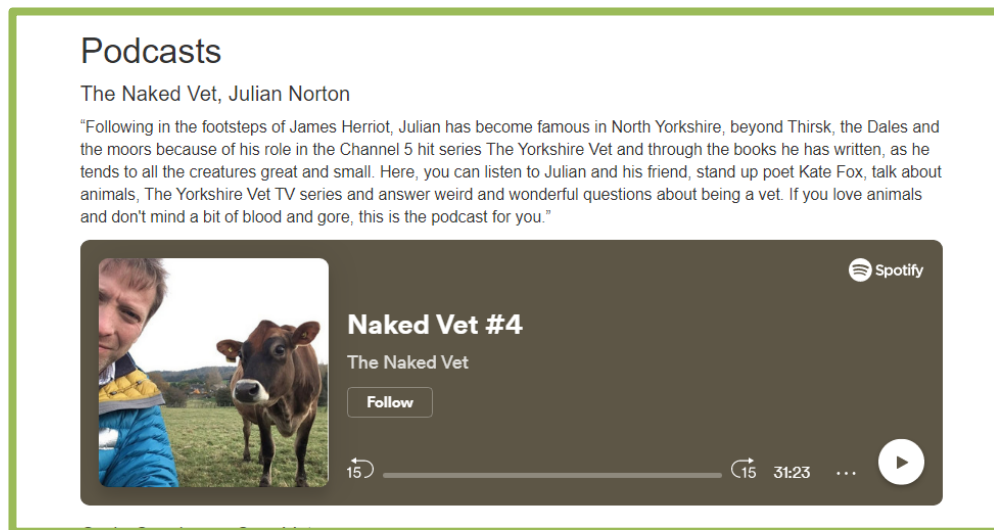 Podcasts
The Naked Vet, Julian Norton
“Following in the footsteps of James Herriot, Julian has become famous in North Yorkshire, beyond Thirsk, the Dales and
the moors because of his role in the Channel 5 hit series The Yorkshire Vet and through the books he has written, as he
tends to all the creatures great and small. Here, you can listen to Julian and his friend, stand up poet Kate Fox, talk about
animals, The Yorkshire Vet TV series and answer weird and wonderful questions about being a vet. If you love animals
and don't mind a bit of blood and gore, this is the podcast for you.”
Spotify
Naked Vet #4
The Naked Vet
Follow
15 15 31:23 ...